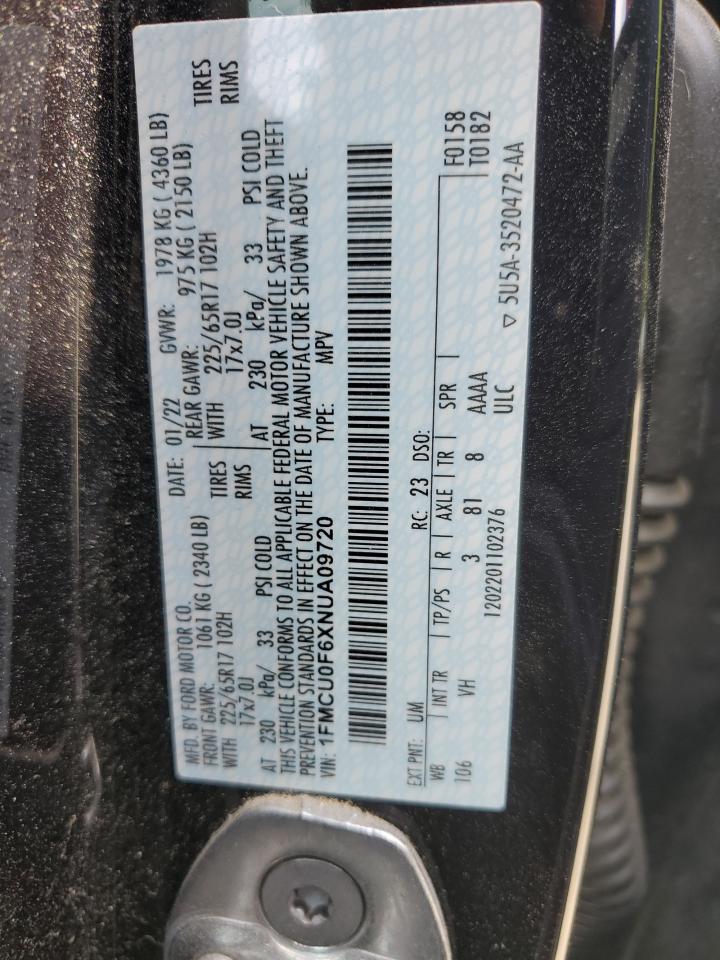 MFD. BY FORD MOTOR CO.
DATE: 01/22 GVWR: 1978 KG ( 4360 LB)
FRONT GAWR: 1061 KG ( 2340 LB)
REAR GAWR: 975 KG ( 2150 LB)
WITH 225/65R17 102H TIRES
WITH 225/65R17 102H TIRES
17x7.0J RIMS
17x7.0J RIMS
AT 230 kPa/ 33 PSI COLD
AT 230 kPa/ 33 PSI COLD
THIS VEHICLE CONFORMS TO ALL APPLICABLE FEDERAL MOTOR VEHICLE SAFETY AND THEFT
PREVENTION STANDARDS IN EFFECT ON THE DATE OF MANUFACTURE SHOWN ABOVE.
VIN: 1FMCU0F6XNUA09720 TYPE: MPV
EXT PNT: UM RC: 23 DSO:
WB INT TR TP/PS R AXLE TR SPR F0158
106 VH 3 81 8 AAAA T0182
ULC
1202201102376 ▽ 5U5A-3520472-AA